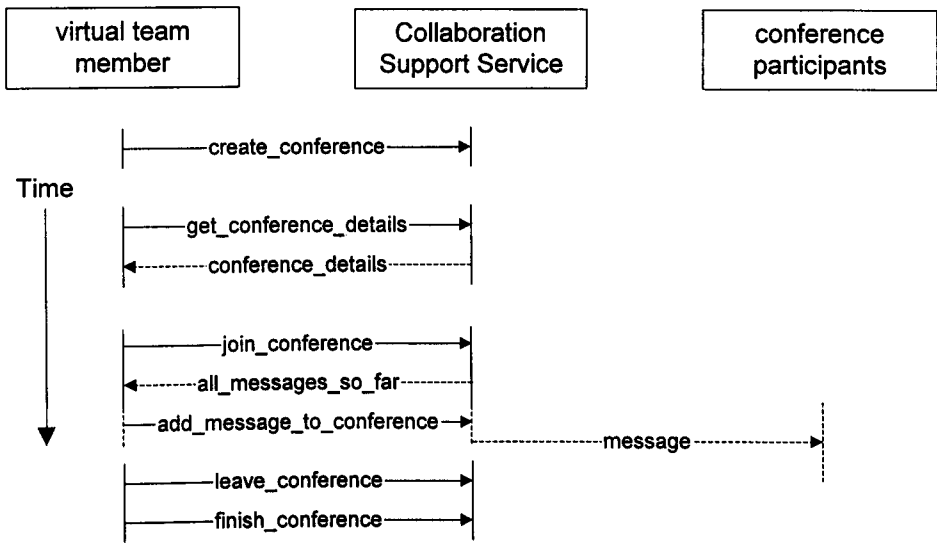 virtual team
member
Collaboration
Support Service
conference
participants
create_conference
Time
get_conference_details
conference_details
join_conference
all_messages_so_far
add_message_to_conference
message
leave_conference
finish_conference